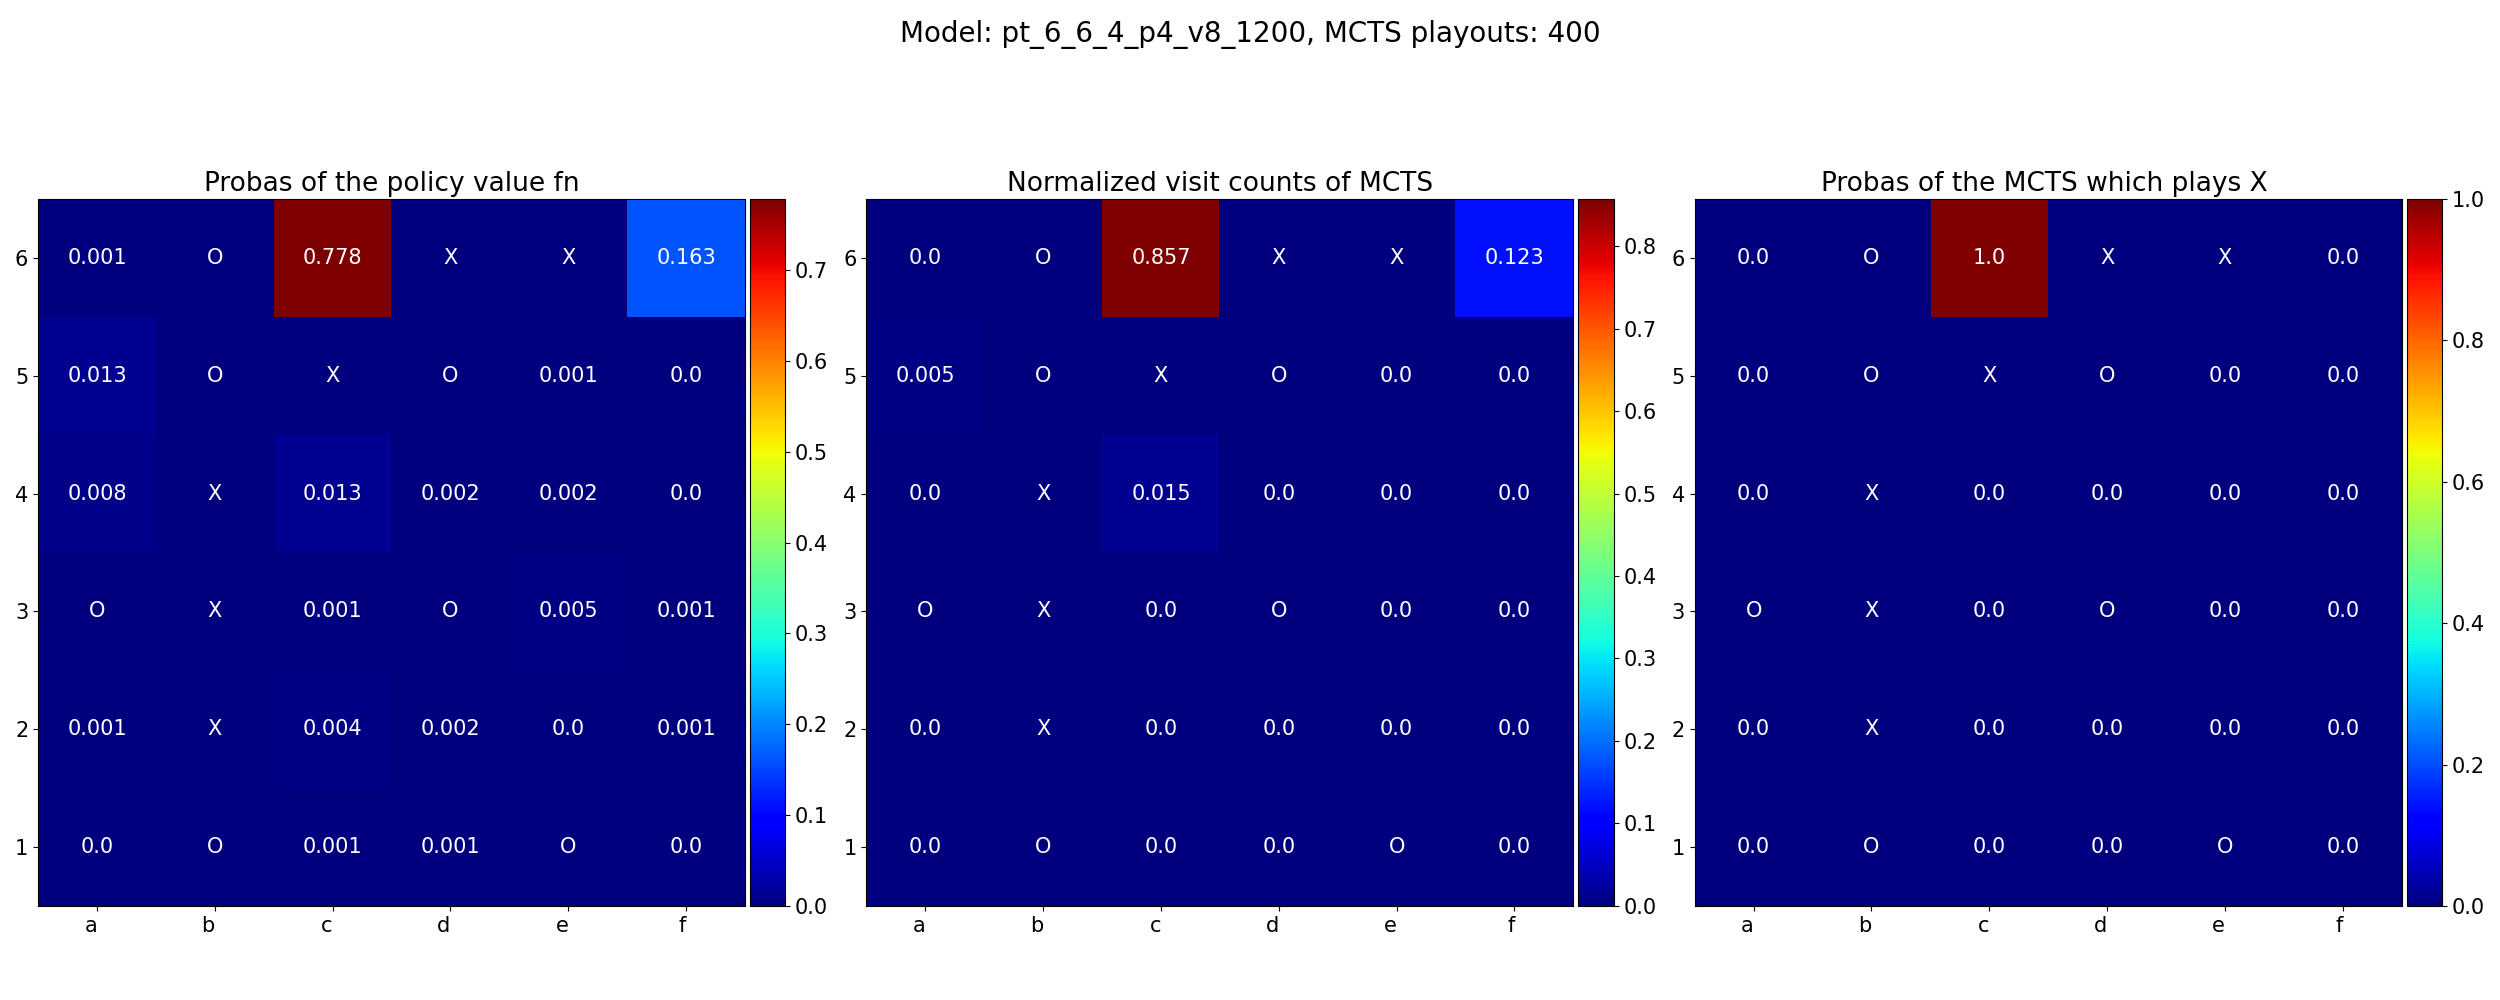 Model: pt_6_6_4_p4_v8_1200, MCTS playouts: 400
Probas of the policy value fn
6 0.001 O 0.778 X X 0.163
5 0.013 O X O 0.001 0.0
4 0.008 X 0.013 0.002 0.002 0.0
3 O X 0.001 O 0.005 0.001
2 0.001 X 0.004 0.002 0.0 0.001
1 0.0 O 0.001 0.001 O 0.0
a b c d e f
0.7
0.6
0.5
0.4
0.3
0.2
0.1
0.0
Normalized visit counts of MCTS
6 0.0 O 0.857 X X 0.123
5 0.005 O X O 0.0 0.0
4 0.0 X 0.015 0.0 0.0 0.0
3 O X 0.0 O 0.0 0.0
2 0.0 X 0.0 0.0 0.0 0.0
1 0.0 O 0.0 0.0 O 0.0
a b c d e f
0.8
0.7
0.6
0.5
0.4
0.3
0.2
0.1
0.0
Probas of the MCTS which plays X
6 0.0 O 1.0 X X 0.0
5 0.0 O X O 0.0 0.0
4 0.0 X 0.0 0.0 0.0 0.0
3 O X 0.0 O 0.0 0.0
2 0.0 X 0.0 0.0 0.0 0.0
1 0.0 O 0.0 0.0 O 0.0
a b c d e f
1.0
0.8
0.6
0.4
0.2
0.0